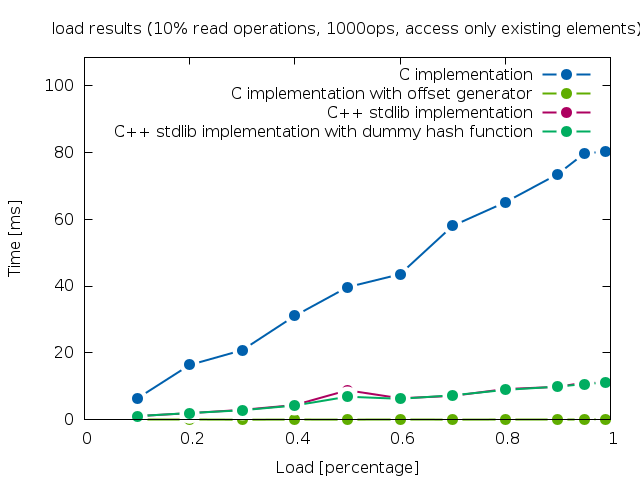 load results (10% read operations, 1000ops, access only existing elements)
C implementation
C implementation with offset generator
C++ stdlib implementation
C++ stdlib implementation with dummy hash function
100
80
60
40
20
0
Time [ms]
0 0.2 0.4 0.6 0.8 1
Load [percentage]